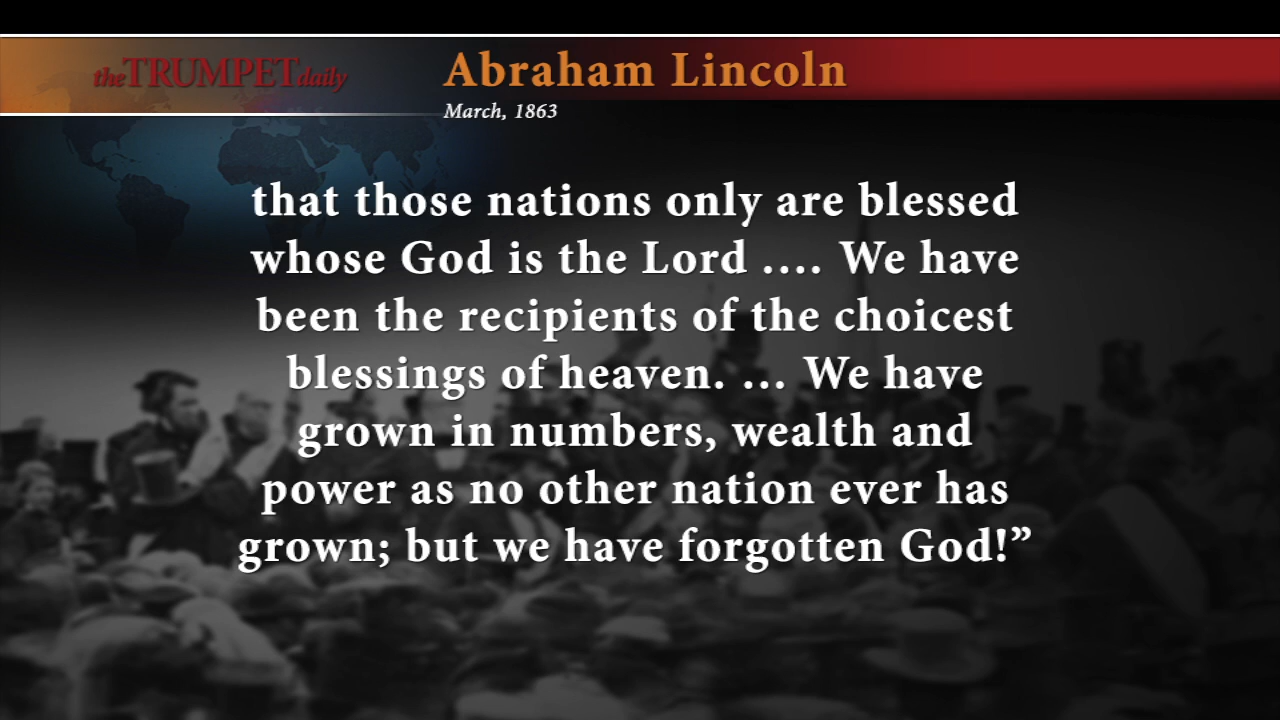 theTRUMPETdaily
Abraham Lincoln
March, 1863
that those nations only are blessed
whose God is the Lord .... We have
been the recipients of the choicest
blessings of heaven. ... We have
grown in numbers, wealth and
power as no other nation ever has
grown; but we have forgotten God!”